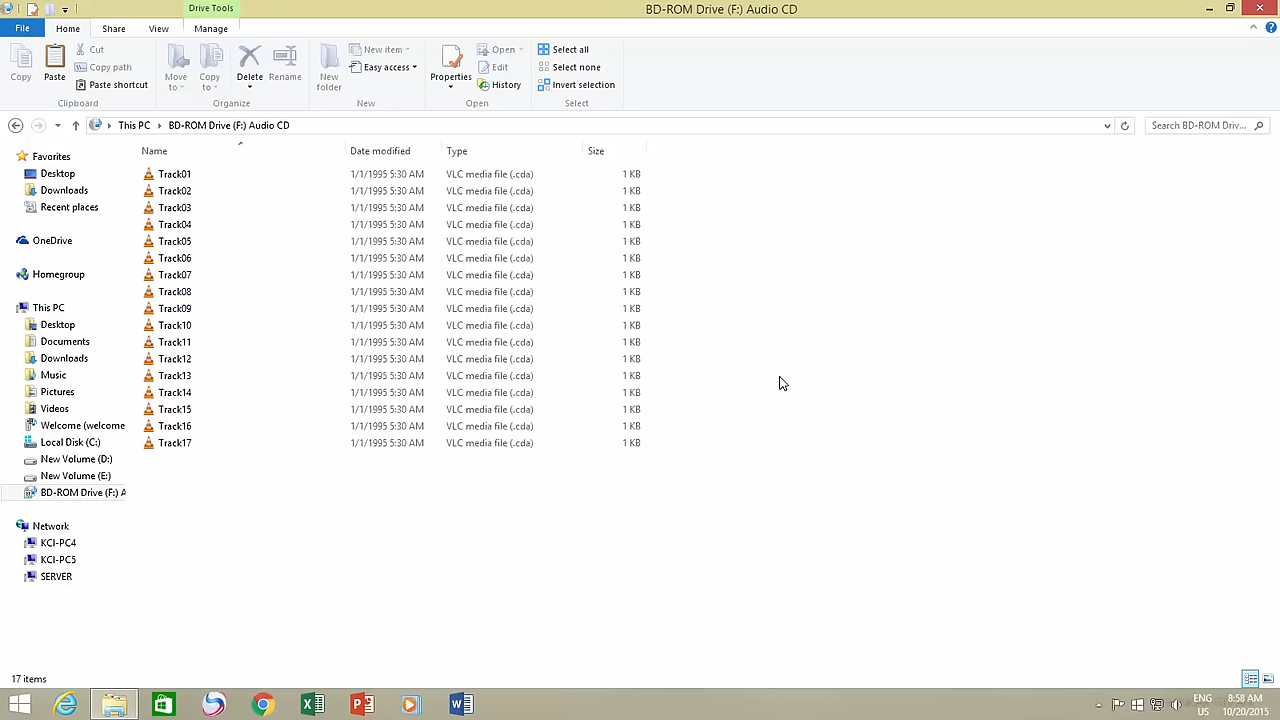 Drive Tools
BD-ROM Drive (F:) Audio CD
File Home Share View Manage
Copy Paste Cut Copy path Paste shortcut
Clipboard
Move to Copy to Delete Rename
Organize
New folder New item Easy access
New
Properties Open Edit History
Open
Select all Select none Invert selection
Select
This PC BD-ROM Drive (F:) Audio CD
Search BD-ROM Driv...
Name Date modified Type Size
Favorites
Desktop
Downloads
Recent places
OneDrive
Homegroup
This PC
Desktop
Documents
Downloads
Music
Pictures
Videos
Welcome (welcome
Local Disk (C:)
New Volume (D:)
New Volume (E:)
BD-ROM Drive (F:) A
Network
KCI-PC4
KCI-PC5
SERVER
Track01 1/1/1995 5:30 AM VLC media file (.cda) 1 KB
Track02 1/1/1995 5:30 AM VLC media file (.cda) 1 KB
Track03 1/1/1995 5:30 AM VLC media file (.cda) 1 KB
Track04 1/1/1995 5:30 AM VLC media file (.cda) 1 KB
Track05 1/1/1995 5:30 AM VLC media file (.cda) 1 KB
Track06 1/1/1995 5:30 AM VLC media file (.cda) 1 KB
Track07 1/1/1995 5:30 AM VLC media file (.cda) 1 KB
Track08 1/1/1995 5:30 AM VLC media file (.cda) 1 KB
Track09 1/1/1995 5:30 AM VLC media file (.cda) 1 KB
Track10 1/1/1995 5:30 AM VLC media file (.cda) 1 KB
Track11 1/1/1995 5:30 AM VLC media file (.cda) 1 KB
Track12 1/1/1995 5:30 AM VLC media file (.cda) 1 KB
Track13 1/1/1995 5:30 AM VLC media file (.cda) 1 KB
Track14 1/1/1995 5:30 AM VLC media file (.cda) 1 KB
Track15 1/1/1995 5:30 AM VLC media file (.cda) 1 KB
Track16 1/1/1995 5:30 AM VLC media file (.cda) 1 KB
Track17 1/1/1995 5:30 AM VLC media file (.cda) 1 KB
17 items
ENG 8:58 AM
US 10/20/2015